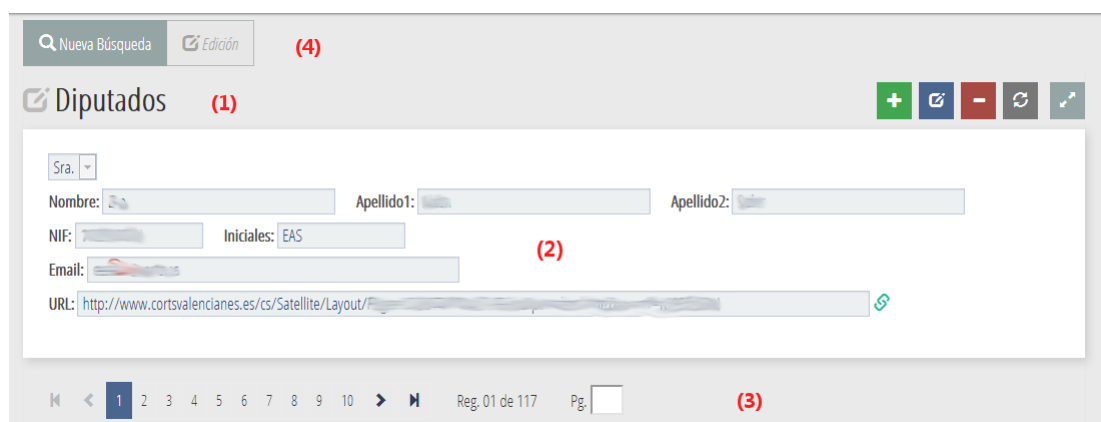 Nueva Búsqueda Edición (4)
Diputados (1)
Sra.
Nombre: Apellido1: Apellido2:
NIF: Iniciales: EAS
(2)
Email:
URL: http://www.cortsvalencianes.es/cs/Satellite/Layout/
1 2 3 4 5 6 7 8 9 10 Reg. 01 de 117 Pg. (3)